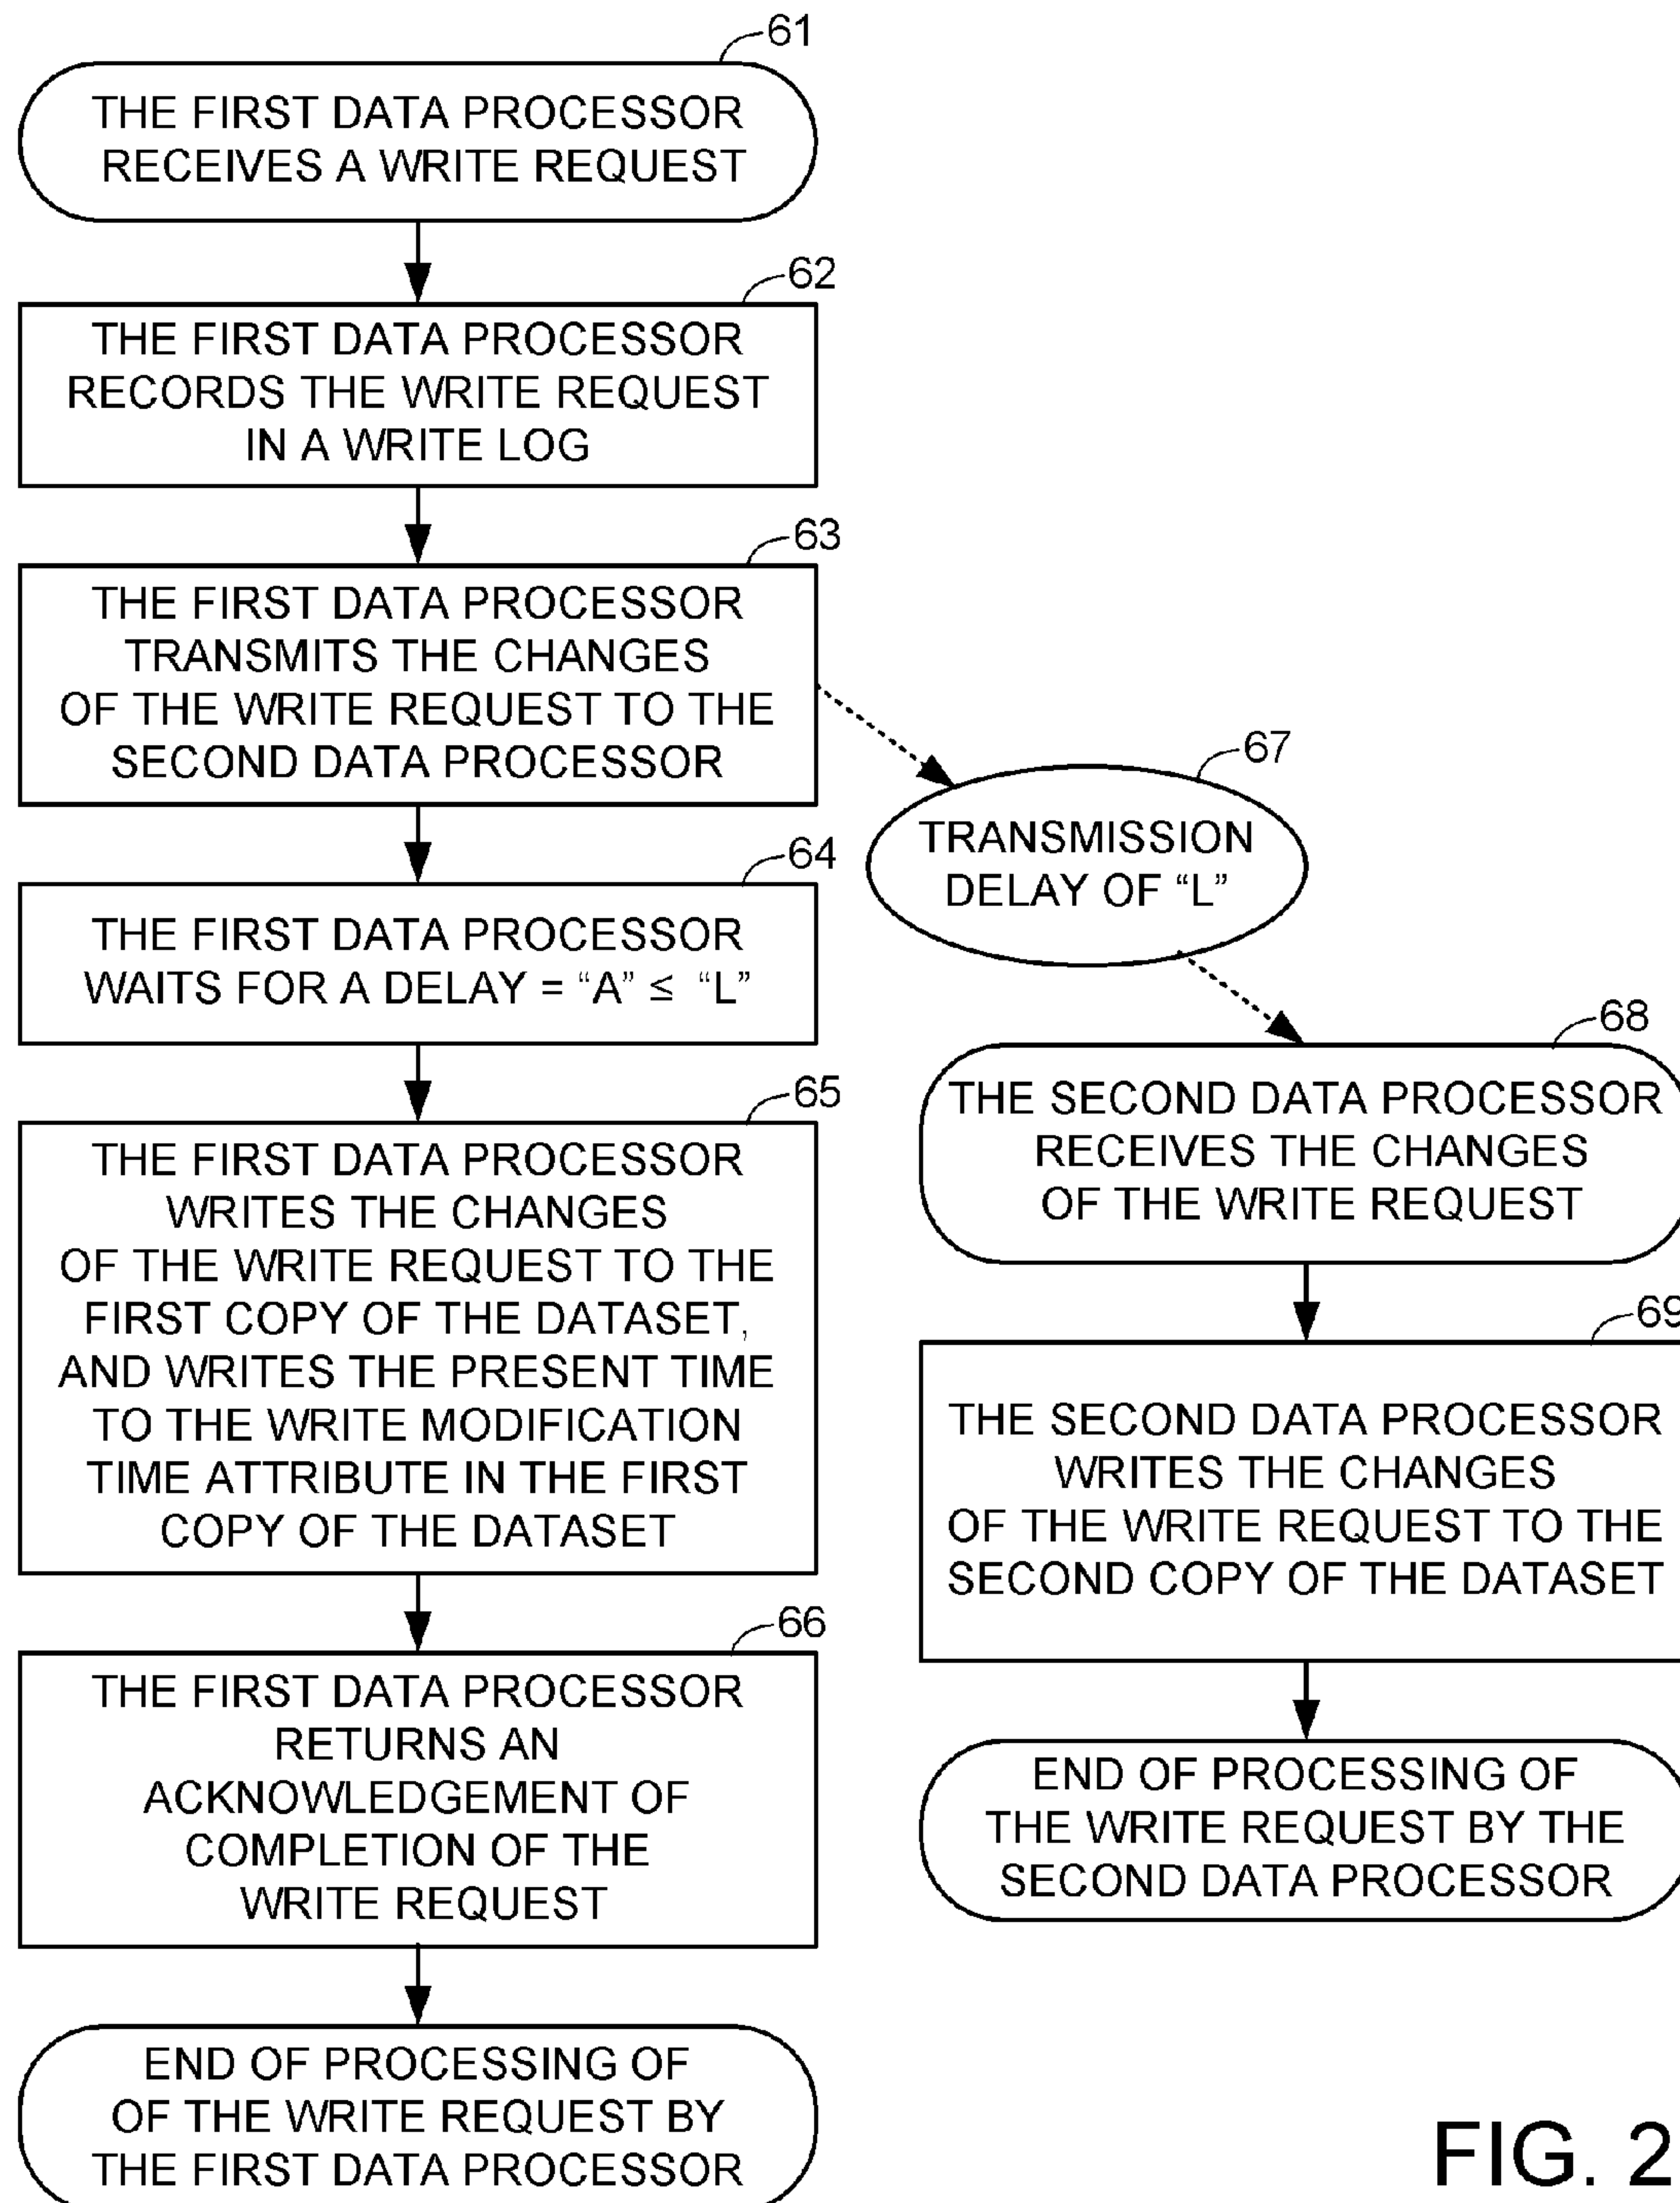 61
THE FIRST DATA PROCESSOR
RECEIVES A WRITE REQUEST
62
THE FIRST DATA PROCESSOR
RECORDS THE WRITE REQUEST
IN A WRITE LOG
63
THE FIRST DATA PROCESSOR
TRANSMITS THE CHANGES
OF THE WRITE REQUEST TO THE
SECOND DATA PROCESSOR
64
THE FIRST DATA PROCESSOR
WAITS FOR A DELAY = “A” ≤ “L”
65
THE FIRST DATA PROCESSOR
WRITES THE CHANGES
OF THE WRITE REQUEST TO THE
FIRST COPY OF THE DATASET,
AND WRITES THE PRESENT TIME
TO THE WRITE MODIFICATION
TIME ATTRIBUTE IN THE FIRST
COPY OF THE DATASET
66
THE FIRST DATA PROCESSOR
RETURNS AN
ACKNOWLEDGEMENT OF
COMPLETION OF THE
WRITE REQUEST
END OF PROCESSING OF
OF THE WRITE REQUEST BY
THE FIRST DATA PROCESSOR
67
TRANSMISSION
DELAY OF “L”
68
THE SECOND DATA PROCESSOR
RECEIVES THE CHANGES
OF THE WRITE REQUEST
69
THE SECOND DATA PROCESSOR
WRITES THE CHANGES
OF THE WRITE REQUEST TO THE
SECOND COPY OF THE DATASET
END OF PROCESSING OF
THE WRITE REQUEST BY THE
SECOND DATA PROCESSOR
FIG. 2